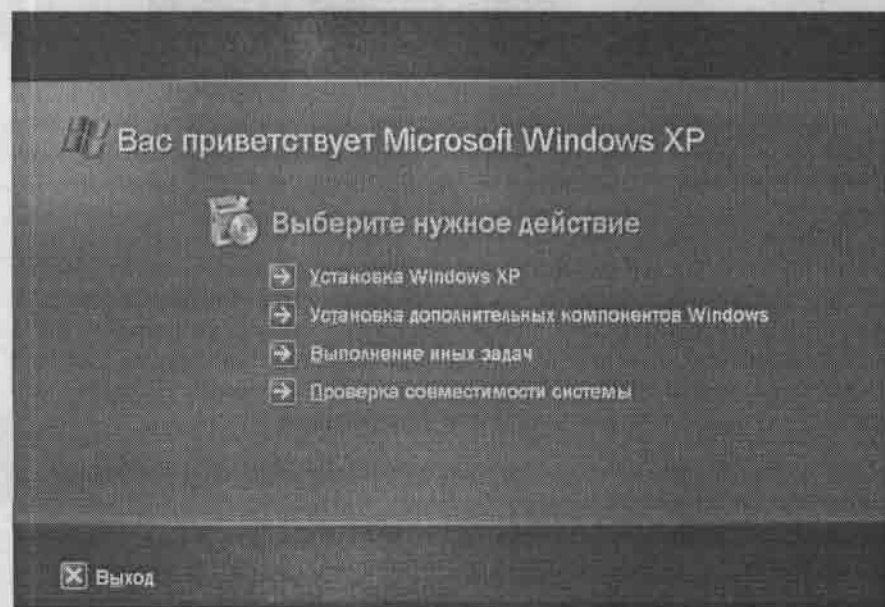 Вас приветствует Microsoft Windows XP
Выберите нужное действие
Установка Windows XP
Установка дополнительных компонентов Windows
Выполнение иных задач
Проверка совместимости системы
Выход